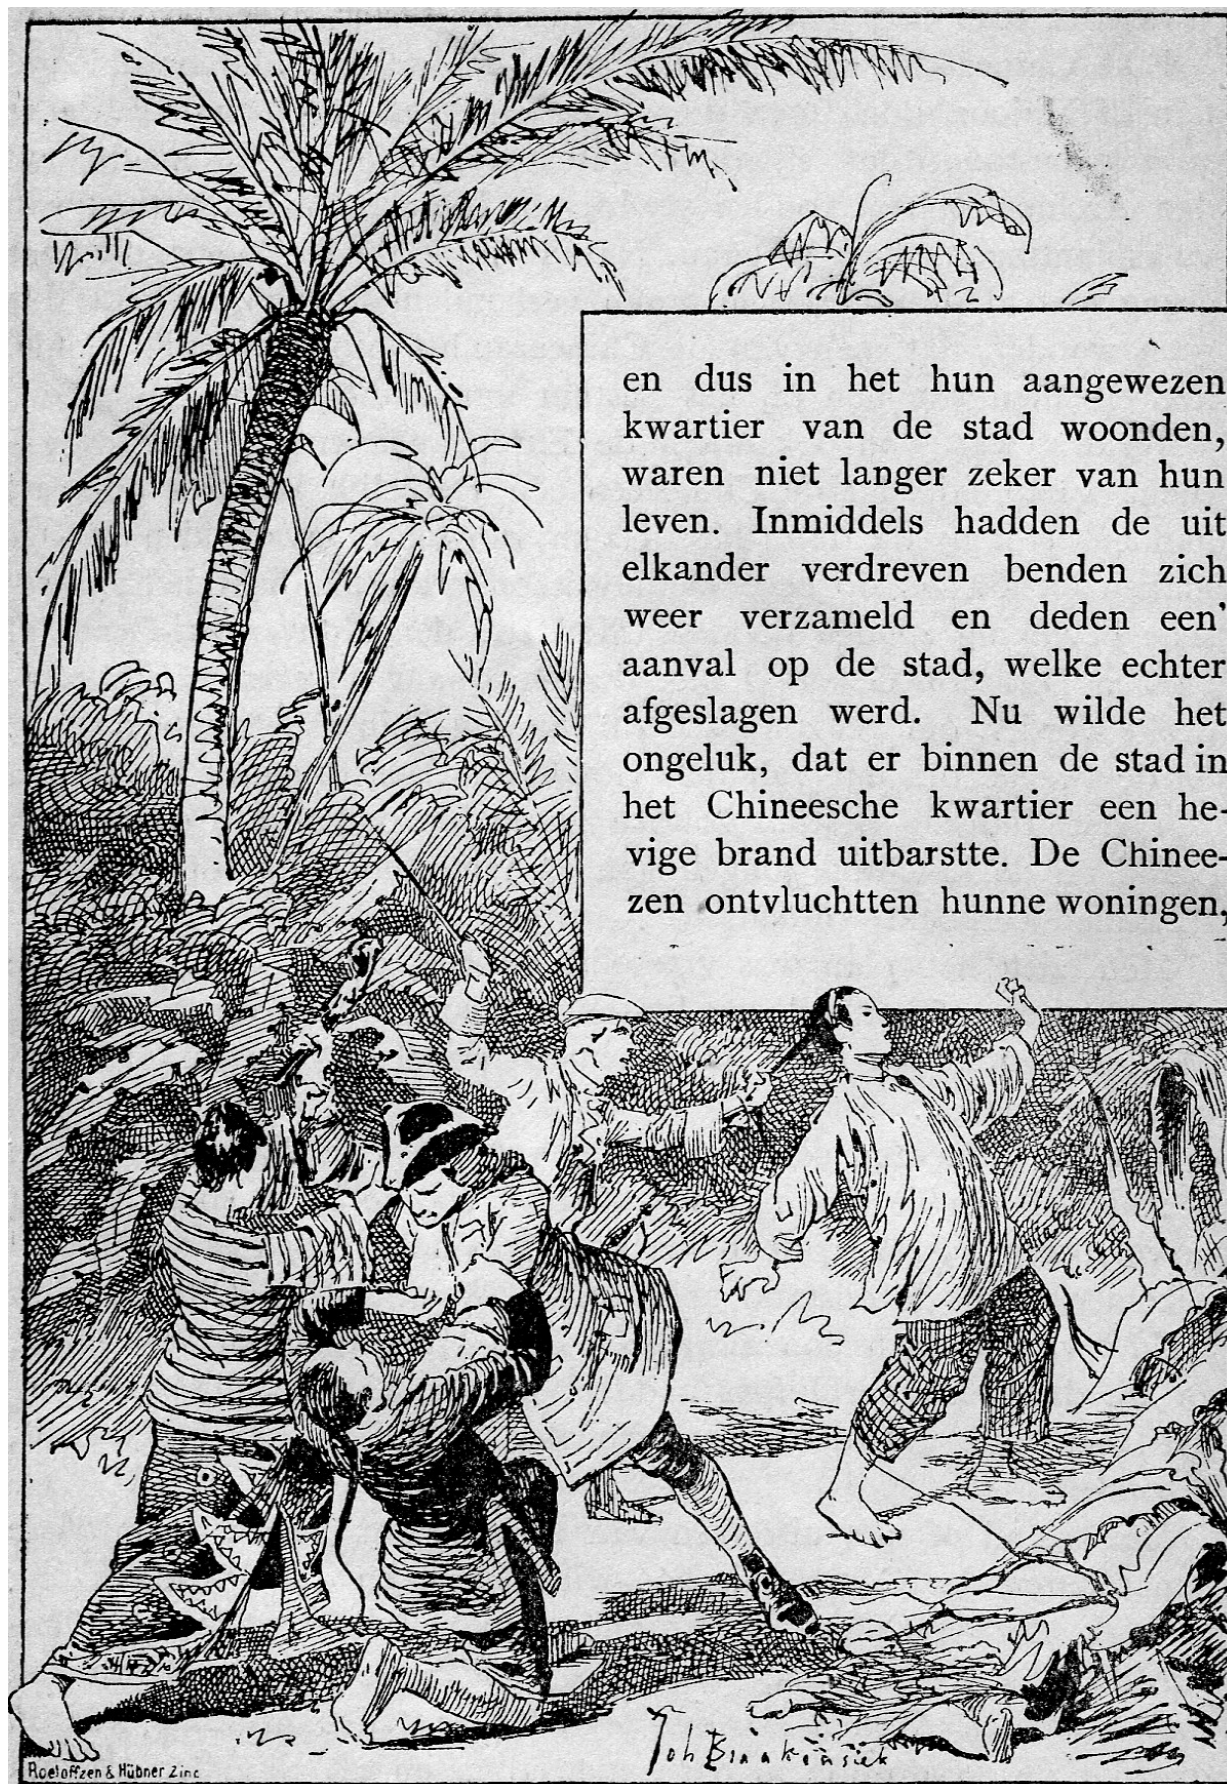 en dus in het hun aangewezen
kwartier van de stad woonden,
waren niet langer zeker van hun
leven. Inmiddels hadden de uit
elkander verdreven benden zich
weer verzameld en deden een'
aanval op de stad, welke echter
afgeslagen werd. Nu wilde het
ongeluk, dat er binnen de stad in
het Chineesche kwartier een he-
vige brand uitbarstte. De Chinee-
zen ontvluchtten hunne woningen,
Joh Braakensiek
Roeloffzen & Hübner Zinc